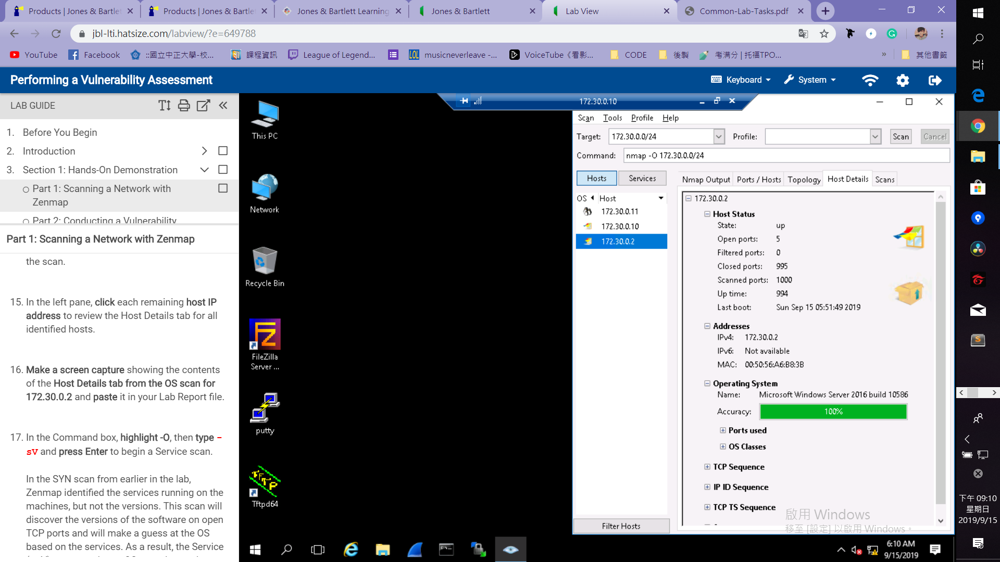 Products | Jones & Bartlet
Products | Jones & Bartlet
Jones & Bartlett Learning
Jones & Bartlett
Lab View
Common-Lab-Tasks.pdf
jbl-lti.hatsize.com/labview/?e=649788
YouTube
Facebook
::國立中正大學-校...
課程資訊
League of Legend...
musicneverleave -...
VoiceTube《看影...
CODE
後製
考满分 | 托福TPO...
»
其他書籤
Performing a Vulnerability Assessment
Keyboard
System
LAB GUIDE
1. Before You Begin
2. Introduction
3. Section 1: Hands-On Demonstration
Part 1: Scanning a Network with
Zenmap
Part 2: Conducting a Vulnerability
Part 1: Scanning a Network with Zenmap
the scan.
15. In the left pane, click each remaining host IP
address to review the Host Details tab for all
identified hosts.
16. Make a screen capture showing the contents
of the Host Details tab from the OS scan for
172.30.0.2 and paste it in your Lab Report file.
17. In the Command box, highlight -O, then type -
sV and press Enter to begin a Service scan.
In the SYN scan from earlier in the lab,
Zenmap identified the services running on the
machines, but not the versions. This scan will
discover the versions of the software on open
TCP ports and will make a guess at the OS
based on the services. As a result, the Service
This PC
Network
Recycle Bin
FileZilla
Server ...
putty
Tftpd64
172.30.0.10
Scan Tools Profile Help
Target: 172.30.0.0/24 Profile: Scan Cancel
Command: nmap -O 172.30.0.0/24
Hosts Services
Nmap Output Ports / Hosts Topology Host Details Scans
OS Host
172.30.0.11
172.30.0.10
172.30.0.2
Filter Hosts
172.30.0.2
Host Status
State: up
Open ports: 5
Filtered ports: 0
Closed ports: 995
Scanned ports: 1000
Up time: 994
Last boot: Sun Sep 15 05:51:49 2019
Addresses
IPv4: 172.30.0.2
IPv6: Not available
MAC: 00:50:56:A6:B8:3B
Operating System
Name: Microsoft Windows Server 2016 build 10586
Accuracy: 100%
Ports used
OS Classes
TCP Sequence
IP ID Sequence
TCP TS Sequence
啟用 Windows
移至 [設定] 以啟用 Windows。
6:10 AM
9/15/2019
下午 09:10
星期日
2019/9/15